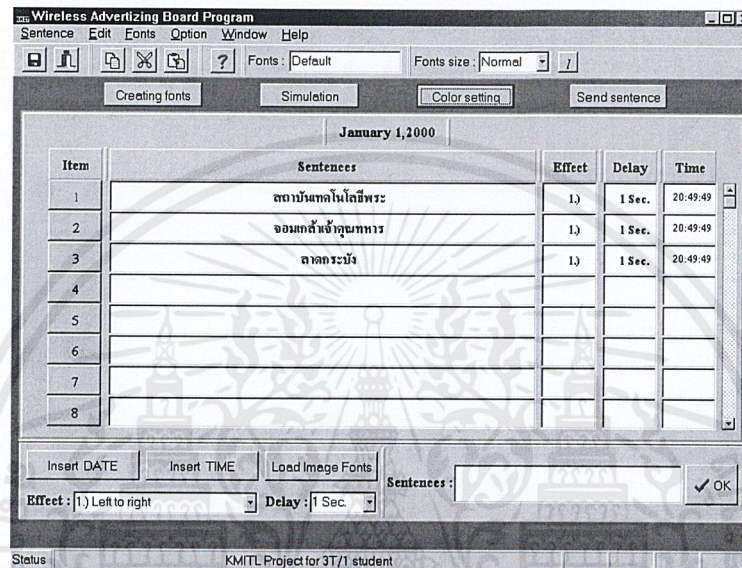 Wireless Advertizing Board Program
Sentence Edit Fonts Option Window Help
? Fonts : Default Fonts size : Normal 1
Creating fonts Simulation Color setting Send sentence
January 1,2000
Item Sentences Effect Delay Time
1 สถาบันเทคโนโลยีพระ 1.) 1 Sec. 20:49:49
2 จอมเกล้าเจ้าคุณทหาร 1.) 1 Sec. 20:49:49
3 ลาดกระบัง 1.) 1 Sec. 20:49:49
4
5
6
7
8
Insert DATE Insert TIME Load Image Fonts Sentences : OK
Effect : 1.) Left to right Delay : 1 Sec.
Status KMITL Project for 3T/1 student